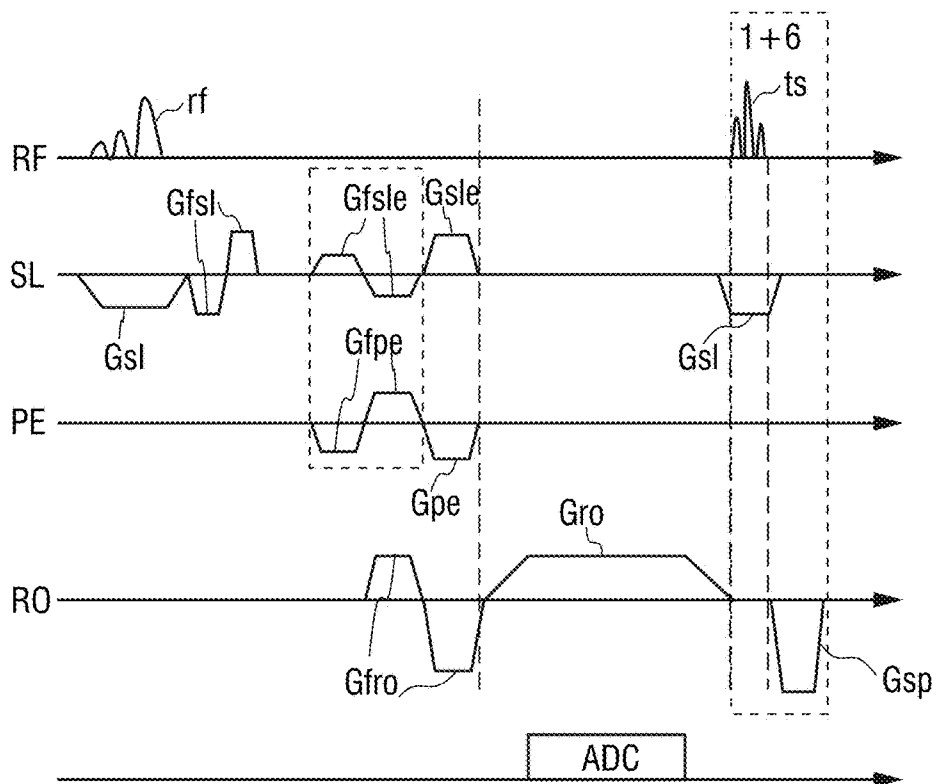 1+6
rf
ts
RF
Gfsl
Gfsle
Gsle
SL
Gsl
Gfpe
Gsl
PE
Gpe
Gro
RO
Gfro
Gsp
ADC